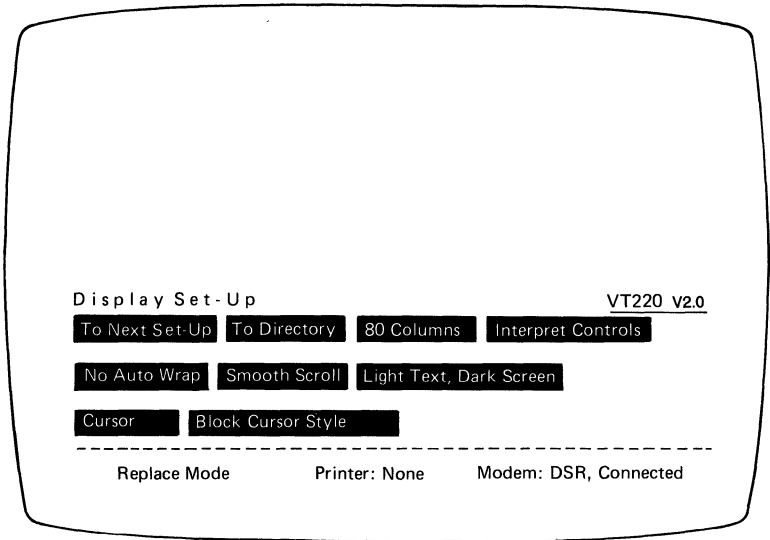 Display Set-Up VT220 V2.0
To Next Set-Up To Directory 80 Columns Interpret Controls
No Auto Wrap Smooth Scroll Light Text, Dark Screen
Cursor Block Cursor Style
Replace Mode Printer: None Modem: DSR, Connected